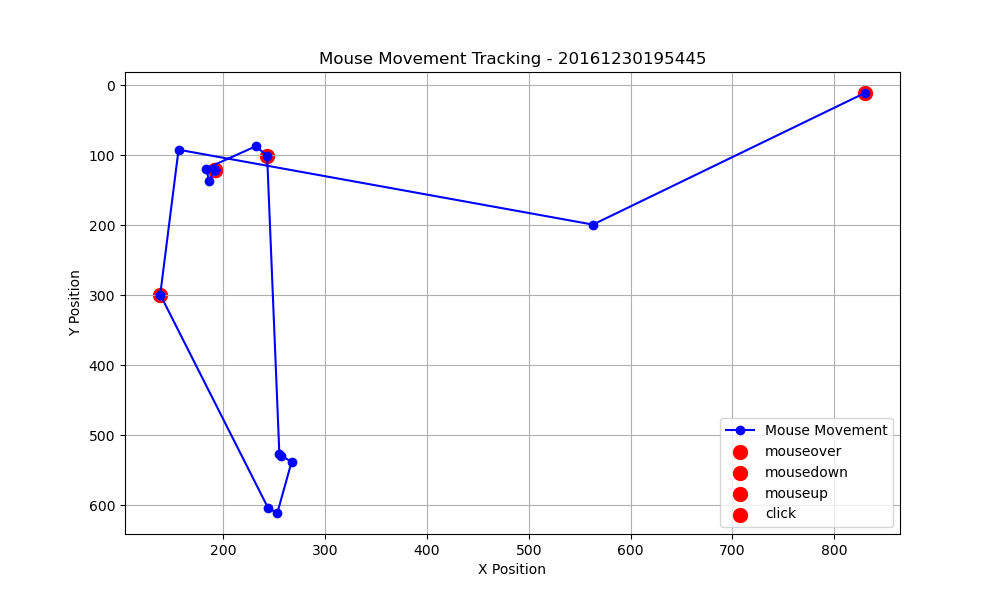 Mouse Movement Tracking - 20161230195445
0
100
200
300
400
500
600
Y Position
200
300
400
500
600
700
800
X Position
Mouse Movement
mouseover
mousedown
mouseup
click